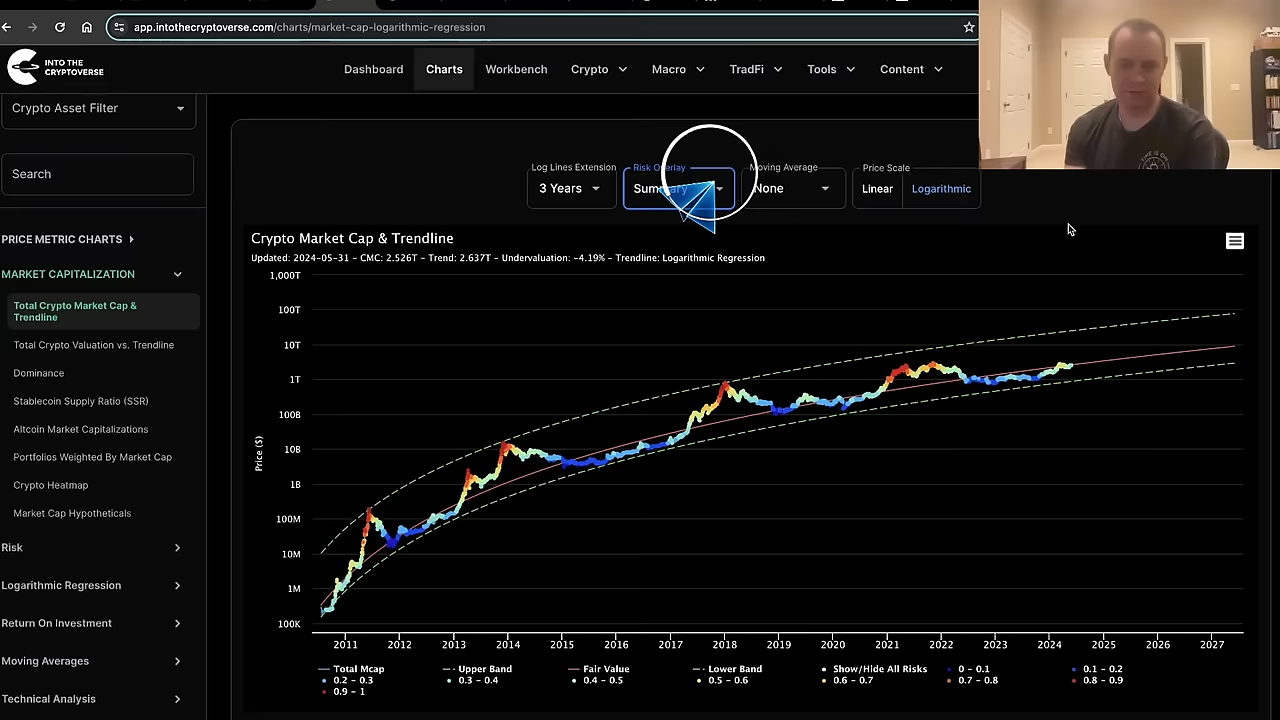 app.intothecryptoverse.com/charts/market-cap-logarithmic-regression
INTO THE
CRYPTOVERSE
Dashboard Charts Workbench Crypto Macro TradFi Tools Content
Crypto Asset Filter
Search
PRICE METRIC CHARTS
MARKET CAPITALIZATION
Total Crypto Market Cap &
Trendline
Total Crypto Valuation vs. Trendline
Dominance
Stablecoin Supply Ratio (SSR)
Altcoin Market Capitalizations
Portfolios Weighted By Market Cap
Crypto Heatmap
Market Cap Hypotheticals
Risk
Logarithmic Regression
Return On Investment
Moving Averages
Technical Analysis
Log Lines Extension Risk Overlay Moving Average Price Scale
3 Years Summary None Linear Logarithmic
Crypto Market Cap & Trendline
Updated: 2024-05-31 - CMC: 2.526T - Trend: 2.637T - Undervaluation: -4.19% - Trendline: Logarithmic Regression
1,000T
100T
10T
1T
100B
10B
1B
100M
10M
1M
100K
Price ($)
2011 2012 2013 2014 2015 2016 2017 2018 2019 2020 2021 2022 2023 2024 2025 2026 2027
Total Mcap Upper Band Fair Value Lower Band Show/Hide All Risks 0 - 0.1 0.1 - 0.2
0.2 - 0.3 0.3 - 0.4 0.4 - 0.5 0.5 - 0.6 0.6 - 0.7 0.7 - 0.8 0.8 - 0.9
0.9 - 1